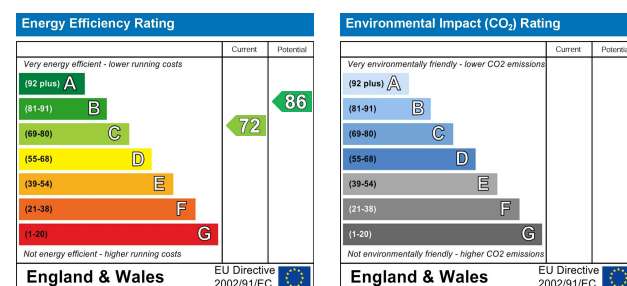 Energy Efficiency Rating
Current Potential
Very energy efficient - lower running costs
(92 plus) A
(81-91) B
86
(69-80) C
72
(55-68) D
(39-54) E
(21-38) F
(1-20) G
Not energy efficient - higher running costs
England & Wales
EU Directive
2002/91/EC
Environmental Impact (CO2) Rating
Current Potentia
Very environmentally friendly - lower CO2 emissions
(92 plus) A
(81-91) B
(69-80) C
(55-68) D
(39-54) E
(21-38) F
(1-20) G
Not environmentally friendly - higher CO2 emissions
England & Wales
EU Directive
2002/91/EC